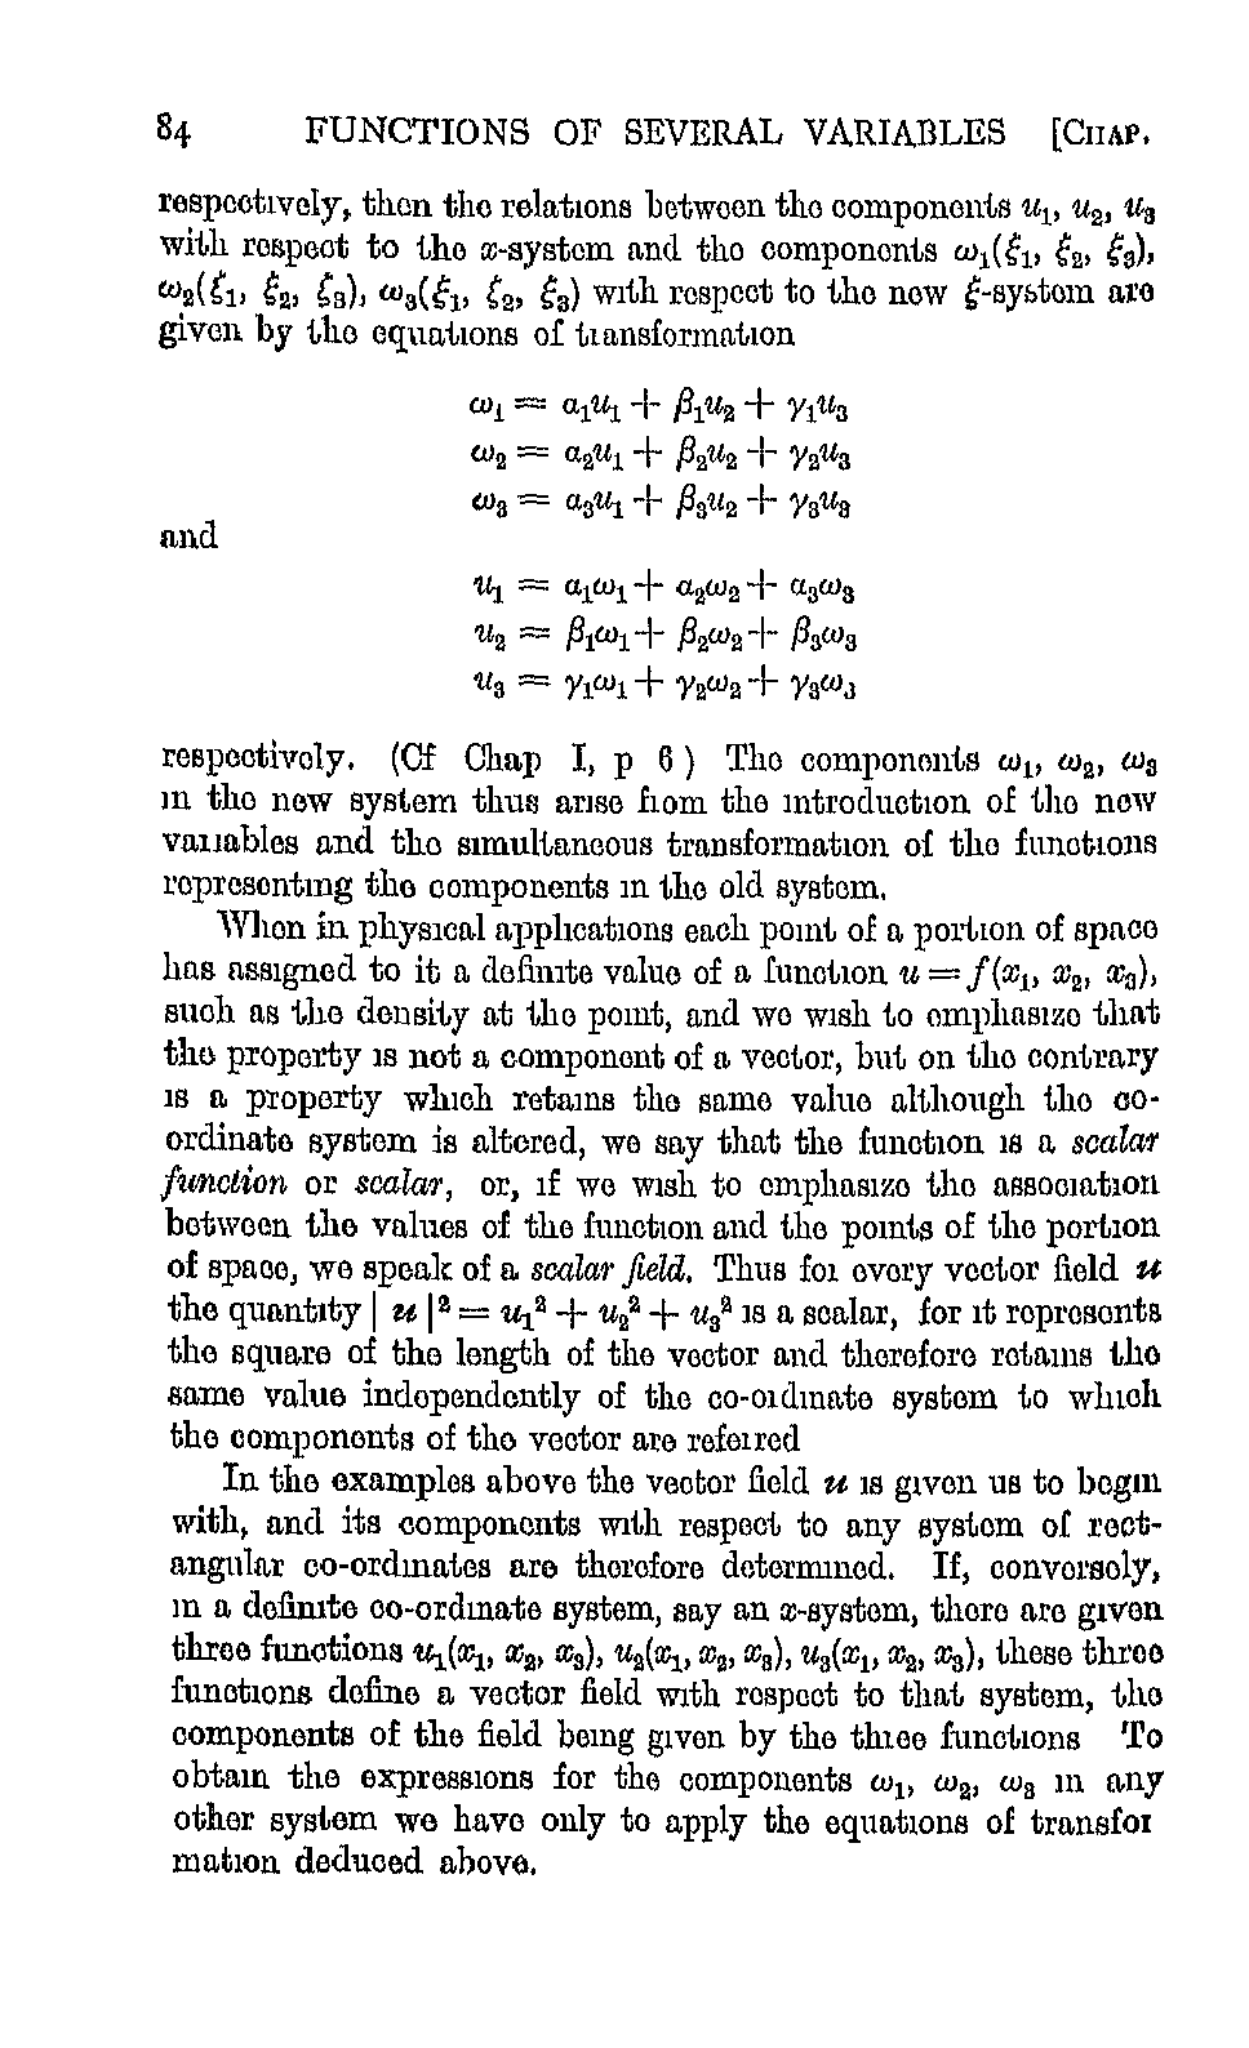 84 FUNCTIONS OF SEVERAL VARIABLES [CHAP.
respectively, then the relations between the components u₁, u₂, u₃
with respect to the x-system and the components ω₁(ξ₁, ξ₂, ξ₃),
ω₂(ξ₁, ξ₂, ξ₃), ω₃(ξ₁, ξ₂, ξ₃) with respect to the new ξ-system are
given by the equations of transformation
ω₁ = α₁u₁ + β₁u₂ + γ₁u₃
ω₂ = α₂u₁ + β₂u₂ + γ₂u₃
ω₃ = α₃u₁ + β₃u₂ + γ₃u₃
and
u₁ = α₁ω₁ + α₂ω₂ + α₃ω₃
u₂ = β₁ω₁ + β₂ω₂ + β₃ω₃
u₃ = γ₁ω₁ + γ₂ω₂ + γ₃ω₃
respectively. (Cf Chap I, p 6 ) The components ω₁, ω₂, ω₃
in the new system thus arise from the introduction of the new
variables and the simultaneous transformation of the functions
representing the components in the old system.
When in physical applications each point of a portion of space
has assigned to it a definite value of a function u = f(x₁, x₂, x₃),
such as the density at the point, and we wish to emphasize that
the property is not a component of a vector, but on the contrary
is a property which retains the same value although the co-
ordinate system is altered, we say that the function is a scalar
function or scalar, or, if we wish to emphasize the association
between the values of the function and the points of the portion
of space, we speak of a scalar field. Thus for every vector field u
the quantity | u |² = u₁² + u₂² + u₃² is a scalar, for it represents
the square of the length of the vector and therefore retains the
same value independently of the co-ordinate system to which
the components of the vector are referred
In the examples above the vector field u is given us to begin
with, and its components with respect to any system of rect-
angular co-ordinates are therefore determined. If, conversely,
in a definite co-ordinate system, say an x-system, there are given
three functions u₁(x₁, x₂, x₃), u₂(x₁, x₂, x₃), u₃(x₁, x₂, x₃), these three
functions define a vector field with respect to that system, the
components of the field being given by the three functions To
obtain the expressions for the components ω₁, ω₂, ω₃ in any
other system we have only to apply the equations of transfor
mation deduced above.